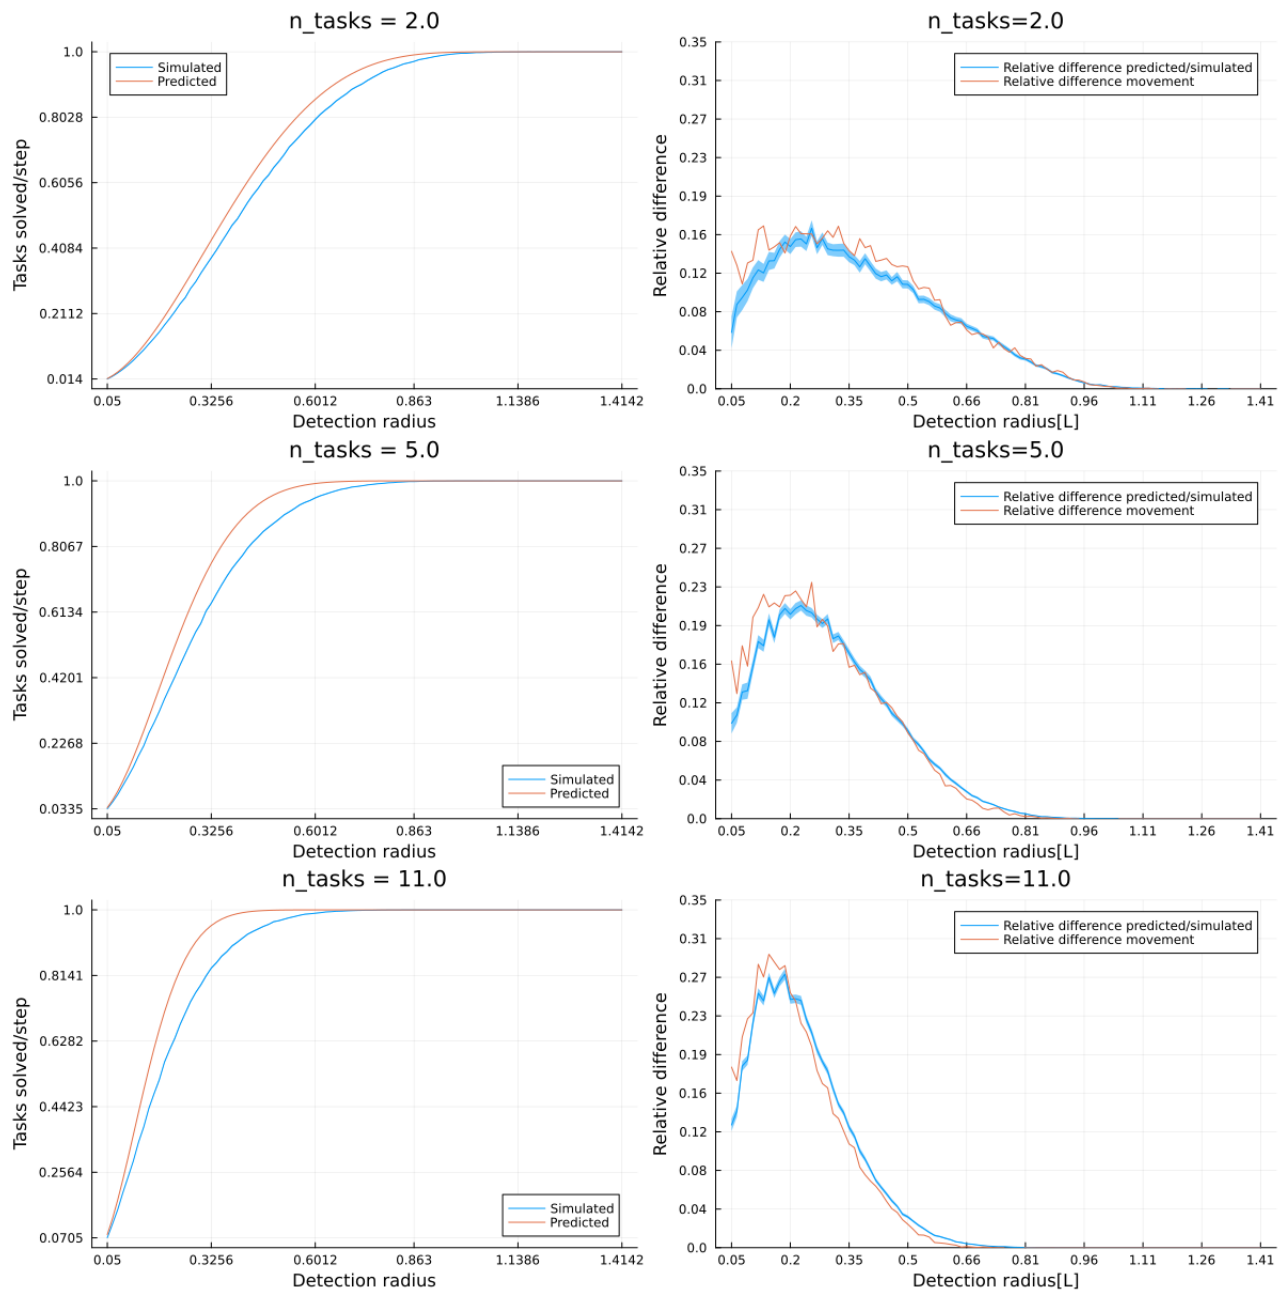 n_tasks = 2.0
Tasks solved/step
1.0
0.8028
0.6056
0.4084
0.2112
0.014
Simulated
Predicted
0.05 0.3256 0.6012 0.863 1.1386 1.4142
Detection radius
n_tasks=2.0
Relative difference
0.35
0.31
0.27
0.23
0.19
0.16
0.12
0.08
0.04
0.0
Relative difference predicted/simulated
Relative difference movement
0.05 0.2 0.35 0.5 0.66 0.81 0.96 1.11 1.26 1.41
Detection radius[L]
n_tasks = 5.0
Tasks solved/step
1.0
0.8067
0.6134
0.4201
0.2268
0.0335
Simulated
Predicted
0.05 0.3256 0.6012 0.863 1.1386 1.4142
Detection radius
n_tasks=5.0
Relative difference
0.35
0.31
0.27
0.23
0.19
0.16
0.12
0.08
0.04
0.0
Relative difference predicted/simulated
Relative difference movement
0.05 0.2 0.35 0.5 0.66 0.81 0.96 1.11 1.26 1.41
Detection radius[L]
n_tasks = 11.0
Tasks solved/step
1.0
0.8141
0.6282
0.4423
0.2564
0.0705
Simulated
Predicted
0.05 0.3256 0.6012 0.863 1.1386 1.4142
Detection radius
n_tasks=11.0
Relative difference
0.35
0.31
0.27
0.23
0.19
0.16
0.12
0.08
0.04
0.0
Relative difference predicted/simulated
Relative difference movement
0.05 0.2 0.35 0.5 0.66 0.81 0.96 1.11 1.26 1.41
Detection radius[L]